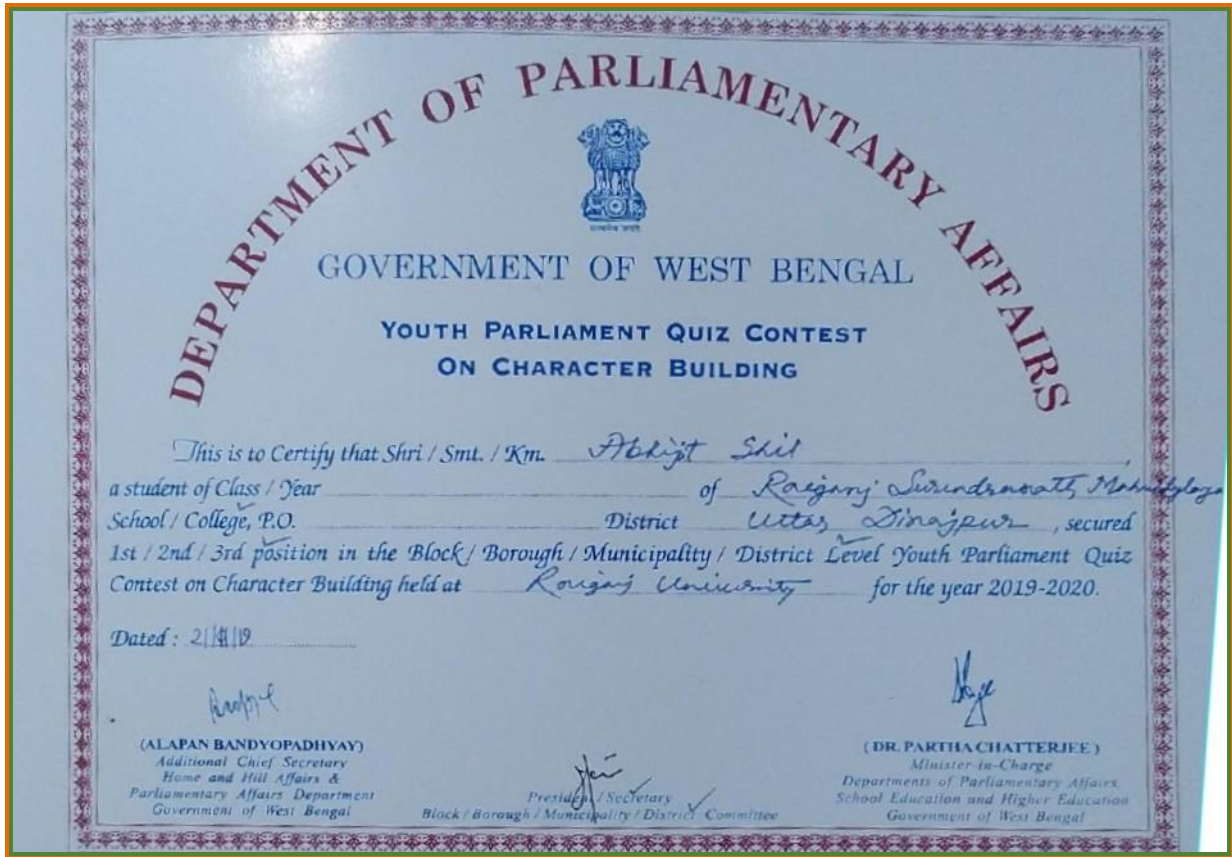 DEPARTMENT OF PARLIAMENTARY AFFAIRS
सत्यमेव जयते
GOVERNMENT OF WEST BENGAL
YOUTH PARLIAMENT QUIZ CONTEST
ON CHARACTER BUILDING
This is to Certify that Shri / Smt. / Km. Abhijit Shil,
a student of Class / Year of Raiganj Surendranath Mahavidyalaya
School / College, P.O. District Uttar Dinajpur, secured
1st / 2nd / 3rd position in the Block / Borough / Municipality / District Level Youth Parliament Quiz
Contest on Character Building held at Raiganj University for the year 2019-2020.
Dated :
(ALAPAN BANDYOPADHYAY)
Additional Chief Secretary
Home and Hill Affairs &
Parliamentary Affairs Department
Government of West Bengal
President / Secretary
Block / Borough / Municipality / District Committee
( DR. PARTHA CHATTERJEE )
Minister-in-Charge
Departments of Parliamentary Affairs
School Education and Higher Education
Government of West Bengal